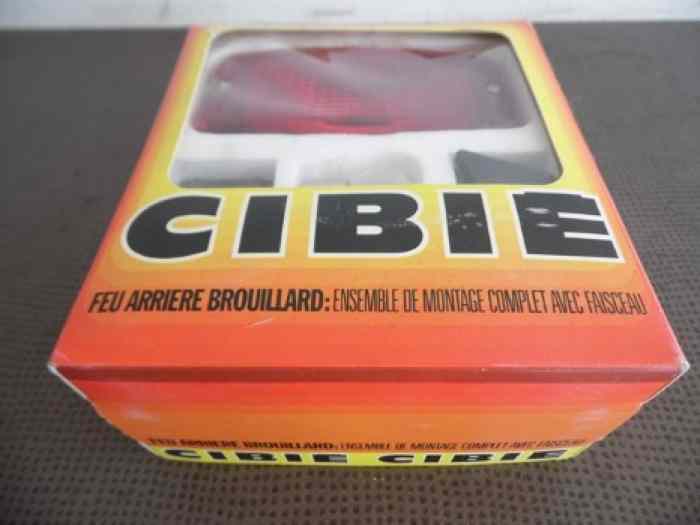 CIBIE
FEU ARRIERE BROUILLARD: ENSEMBLE DE MONTAGE COMPLET AVEC FAISCEAU
FEU ARRIERE BROUILLARD: ENSEMBLE DE MONTAGE COMPLET AVEC FAISCEAU
CIBIE CIBIE